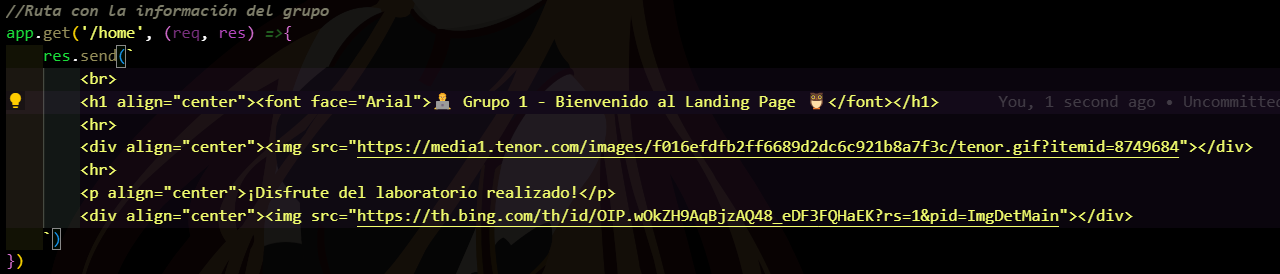 //Ruta con la información del grupo
app.get('/home', (req, res) =>{
res.send(`
<br>
<h1 align="center"><font face="Arial">👨‍💻 Grupo 1 - Bienvenido al Landing Page 🦉</font></h1> You, 1 second ago • Uncommitted
<hr>
<div align="center"><img src="https://media1.tenor.com/images/f016efdfb2ff6689d2dc6c921b8a7f3c/tenor.gif?itemid=8749684"></div>
<hr>
<p align="center">¡Disfrute del laboratorio realizado!</p>
<div align="center"><img src="https://th.bing.com/th/id/OIP.wOkZH9AqBjzAQ48_eDF3FQHaEK?rs=1&pid=ImgDetMain"></div>
`)
})